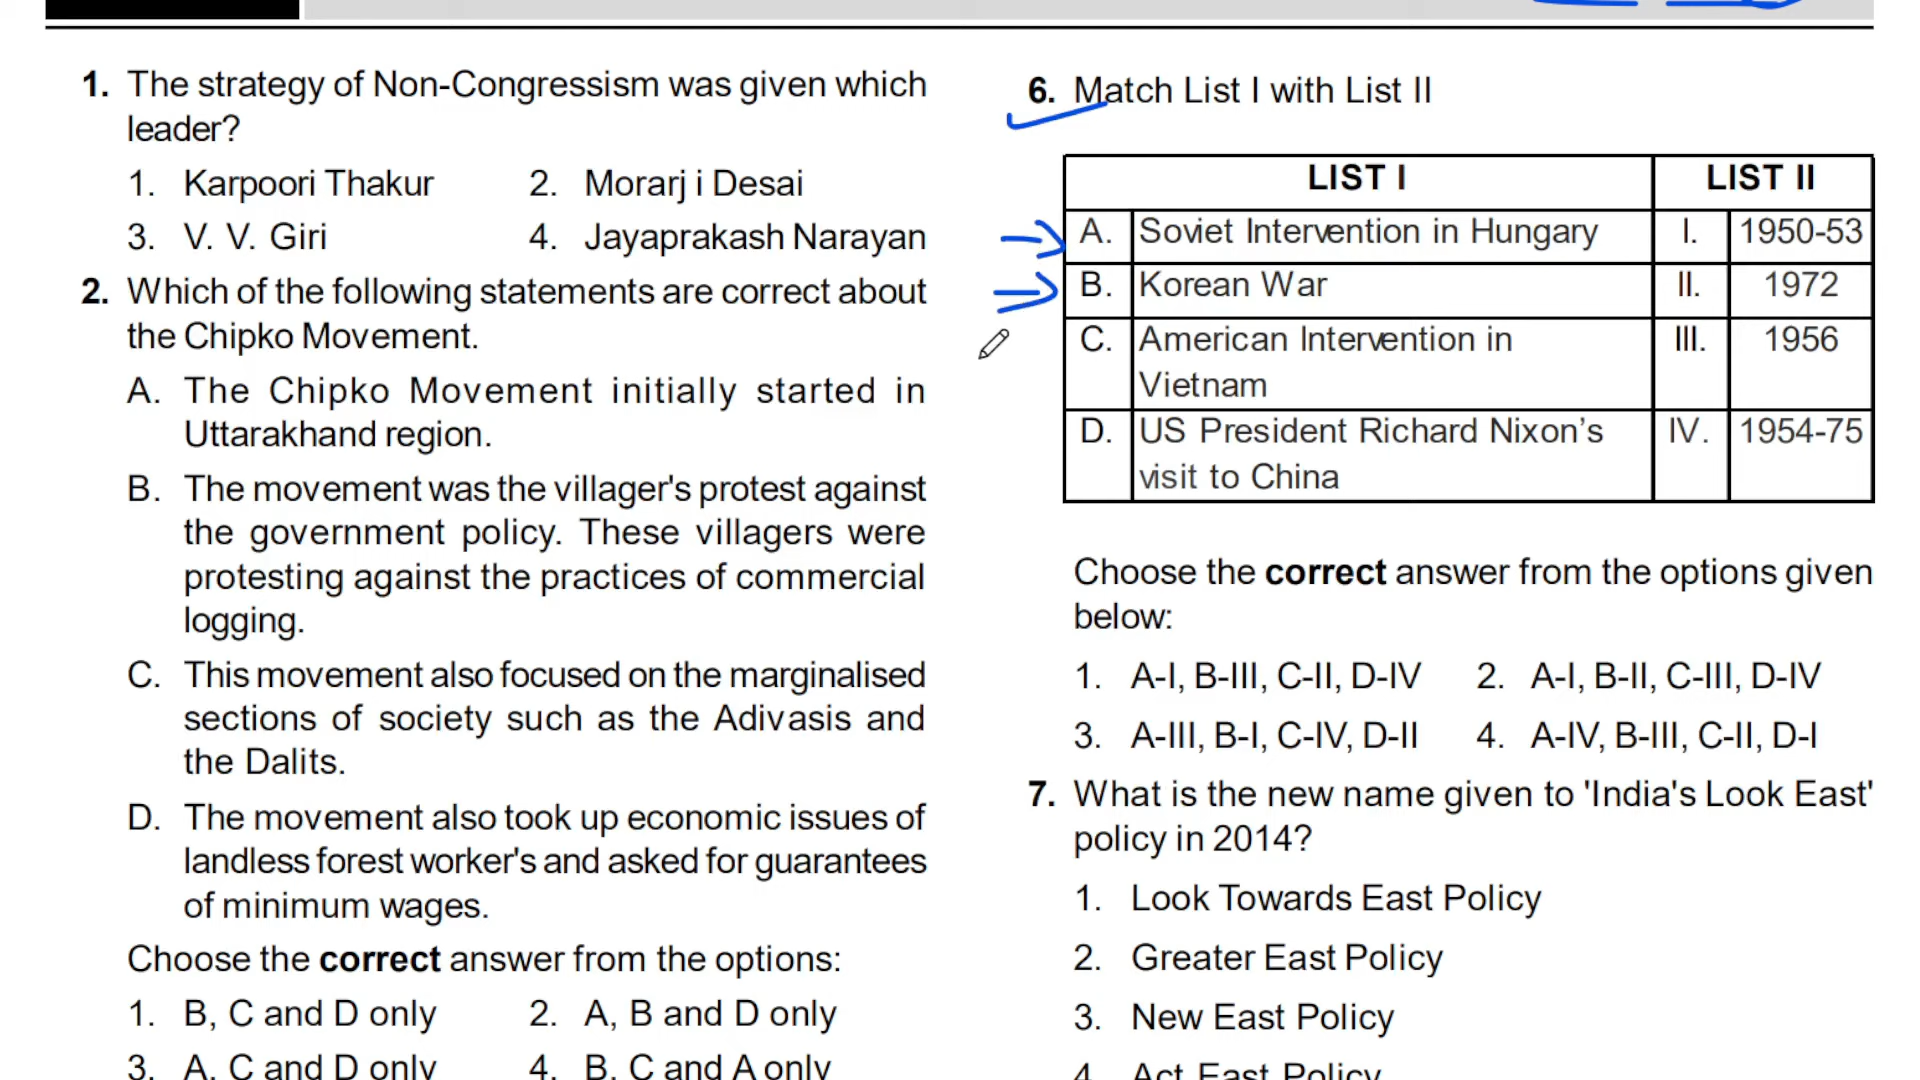 1. The strategy of Non-Congressism was given which
leader?
1. Karpoori Thakur 2. Morarj i Desai
3. V. V. Giri 4. Jayaprakash Narayan
2. Which of the following statements are correct about
the Chipko Movement.
A. The Chipko Movement initially started in
Uttarakhand region.
B. The movement was the villager's protest against
the government policy. These villagers were
protesting against the practices of commercial
logging.
C. This movement also focused on the marginalised
sections of society such as the Adivasis and
the Dalits.
D. The movement also took up economic issues of
landless forest worker's and asked for guarantees
of minimum wages.
Choose the correct answer from the options:
1. B, C and D only 2. A, B and D only
3. A, C and D only 4. B, C and A only
6. Match List I with List II
LIST I LIST II
A. Soviet Intervention in Hungary I. 1950-53
B. Korean War II. 1972
C. American Intervention in III. 1956
Vietnam
D. US President Richard Nixon’s IV. 1954-75
visit to China
Choose the correct answer from the options given
below:
1. A-I, B-III, C-II, D-IV 2. A-I, B-II, C-III, D-IV
3. A-III, B-I, C-IV, D-II 4. A-IV, B-III, C-II, D-I
7. What is the new name given to 'India's Look East'
policy in 2014?
1. Look Towards East Policy
2. Greater East Policy
3. New East Policy
4. Act East Policy